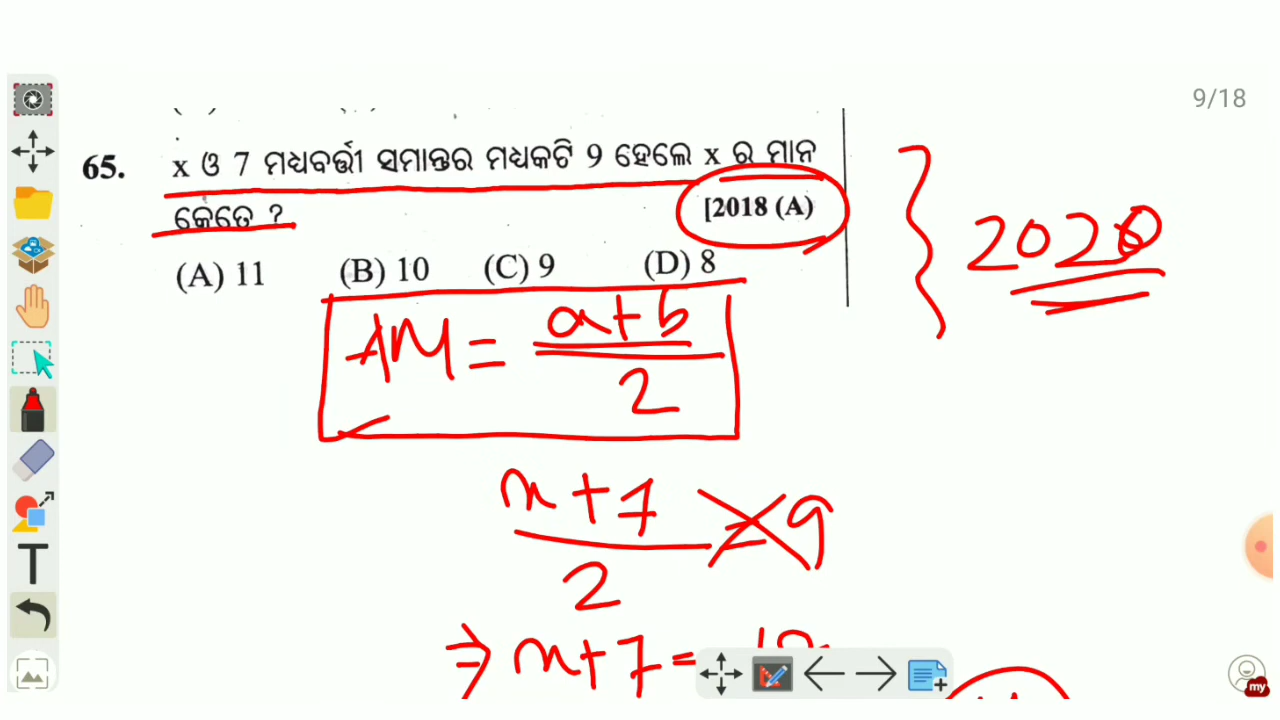 9/18
65. x ଓ 7 ମଧ୍ୟବର୍ତ୍ତୀ ସମାନ୍ତର ମଧ୍ୟକଟି 9 ହେଲେ x ର ମାନ
କେତେ ? [2018 (A)
(A) 11 (B) 10 (C) 9 (D) 8
AM = a+b
2
x+7 = 9
2
⇒ x+7 =
T
my